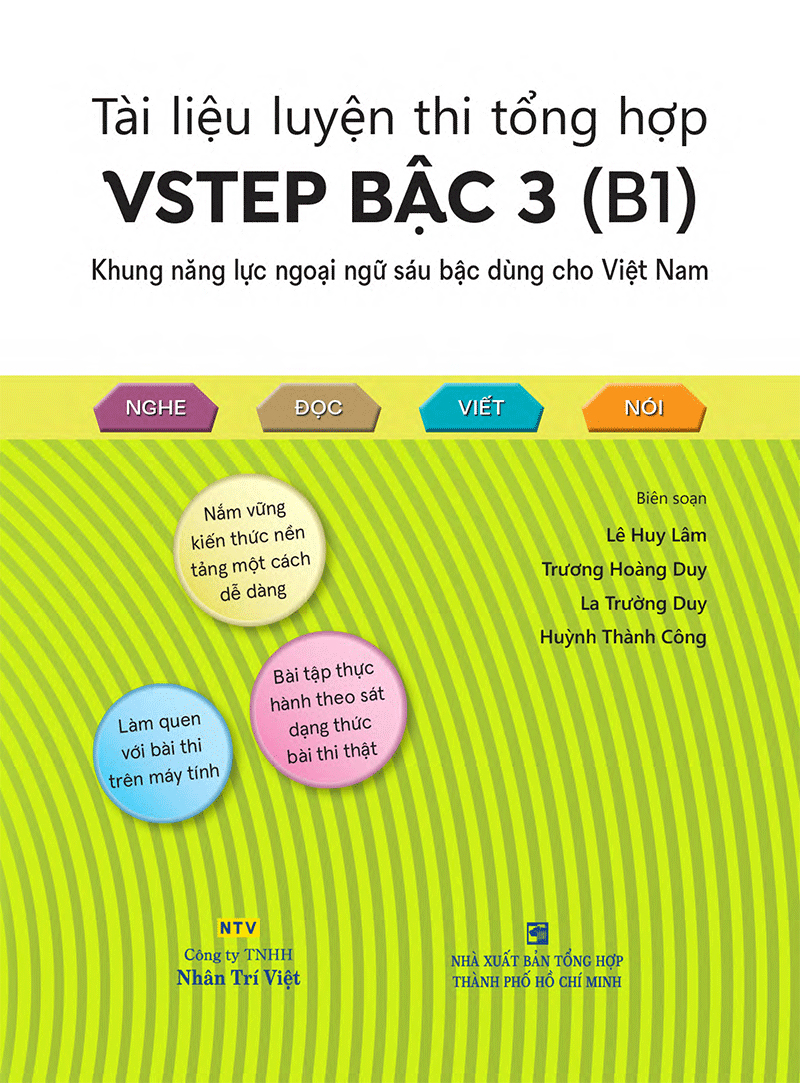 Tài liệu luyện thi tổng hợp
VSTEP BẬC 3 (B1)
Khung năng lực ngoại ngữ sáu bậc dùng cho Việt Nam
NGHE
ĐỌC
VIẾT
NÓI
Biên soạn
Lê Huy Lâm
Trương Hoàng Duy
La Trường Duy
Huỳnh Thành Công
Nắm vững
kiến thức nền
tảng một cách
dễ dàng
Bài tập thực
hành theo sát
dạng thức
bài thi thật
Làm quen
với bài thi
trên máy tính
NTV
Công ty TNHH
Nhân Trí Việt
NHÀ XUẤT BẢN TỔNG HỢP
THÀNH PHỐ HỒ CHÍ MINH